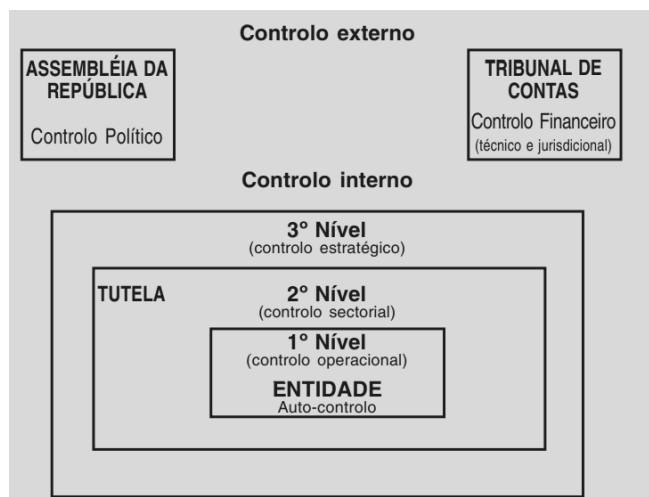 Controlo externo
ASSEMBLÉIA DA
REPÚBLICA
Controlo Político
TRIBUNAL DE
CONTAS
Controlo Financeiro
(técnico e jurisdicional)
Controlo interno
3º Nível
(controlo estratégico)
TUTELA
2º Nível
(controlo sectorial)
1º Nível
(controlo operacional)
ENTIDADE
Auto-controlo